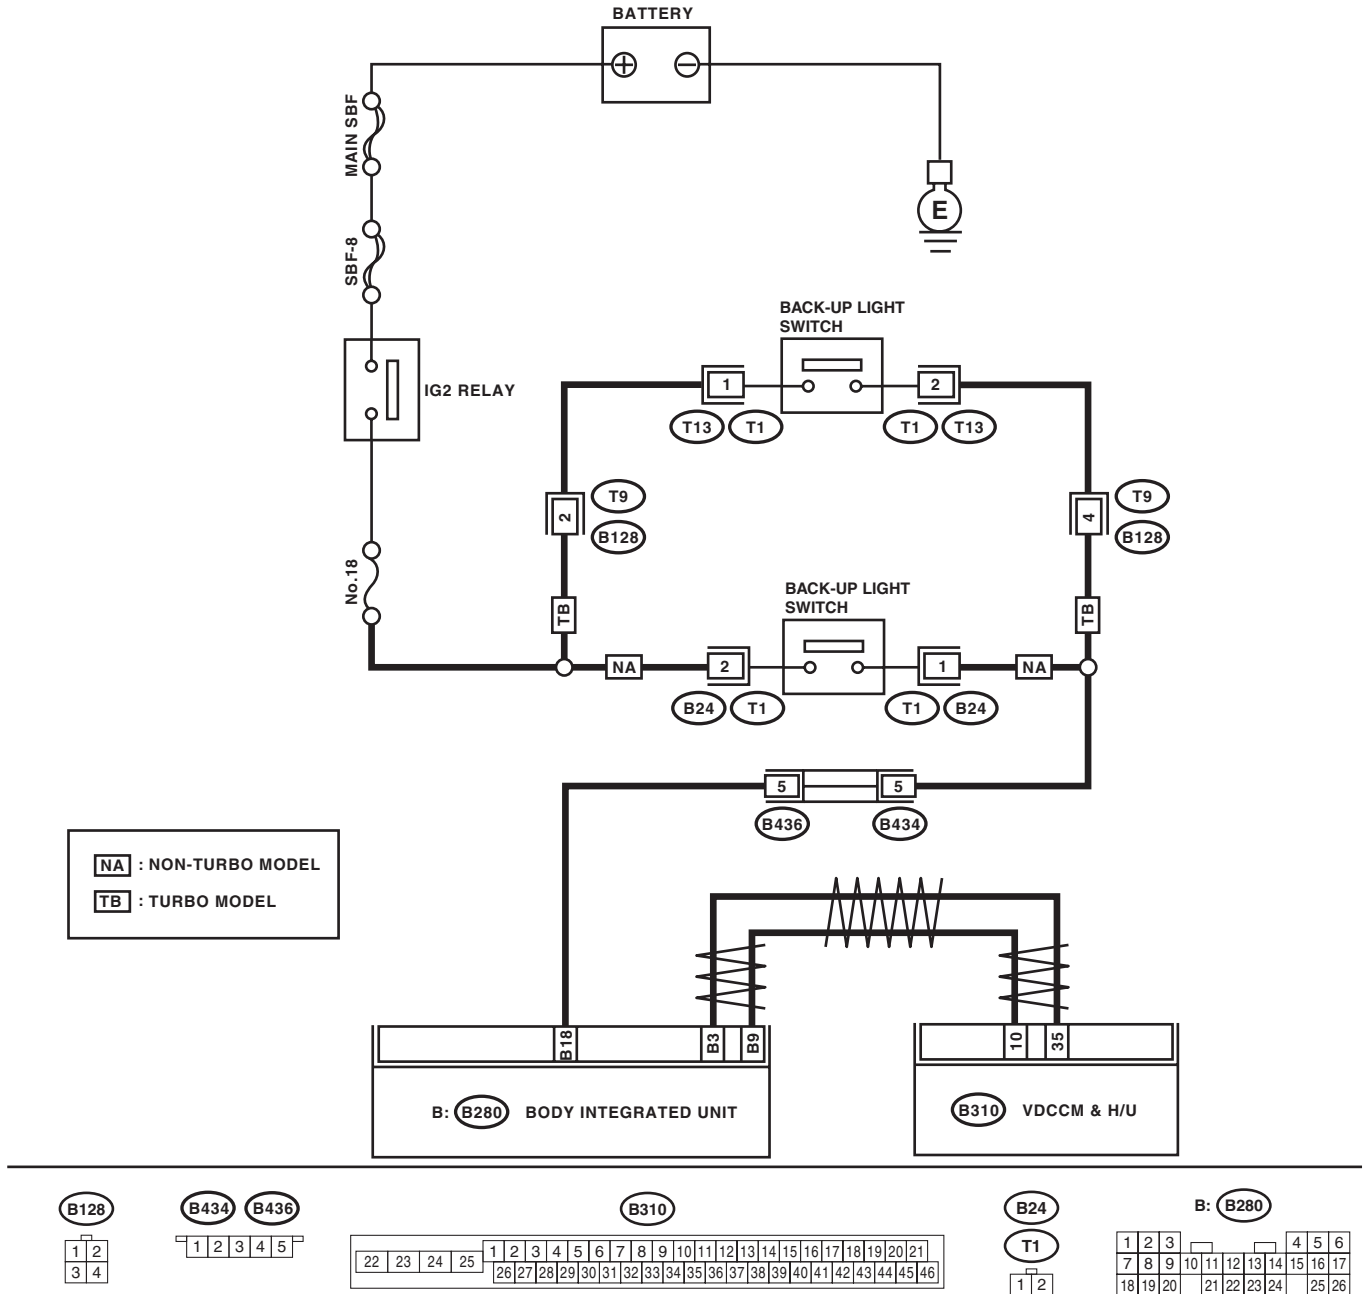 BATTERY
MAIN SBF
SBF-8
E
BACK-UP LIGHT
SWITCH
IG2 RELAY
1
2
T13
T1
T1
T13
2
T9
B128
4
T9
B128
No.18
TB
TB
BACK-UP LIGHT
SWITCH
NA
2
1
NA
B24
T1
T1
B24
5
5
B436
B434
NA : NON-TURBO MODEL
TB : TURBO MODEL
B18
B3
B9
10
35
B: B280 BODY INTEGRATED UNIT
B310 VDCCM & H/U
B128
1 2
3 4
B434 B436
1 2 3 4 5
B310
22 23 24 25 1 2 3 4 5 6 7 8 9 10 11 12 13 14 15 16 17 18 19 20 21
26 27 28 29 30 31 32 33 34 35 36 37 38 39 40 41 42 43 44 45 46
B24
T1
1 2
B: B280
1 2 3 4 5 6
7 8 9 10 11 12 13 14 15 16 17
18 19 20 21 22 23 24 25 26